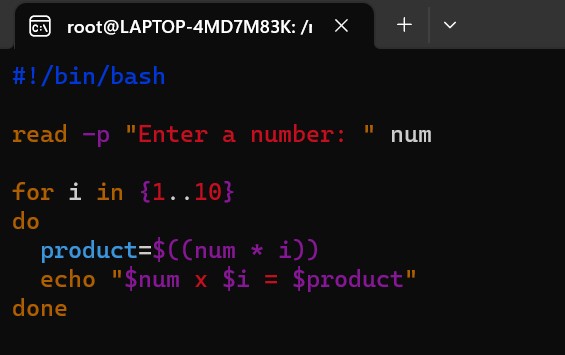 root@LAPTOP-4MD7M83K: /
#!/bin/bash
read -p "Enter a number: " num
for i in {1..10}
do
product=$((num * i))
echo "$num x $i = $product"
done